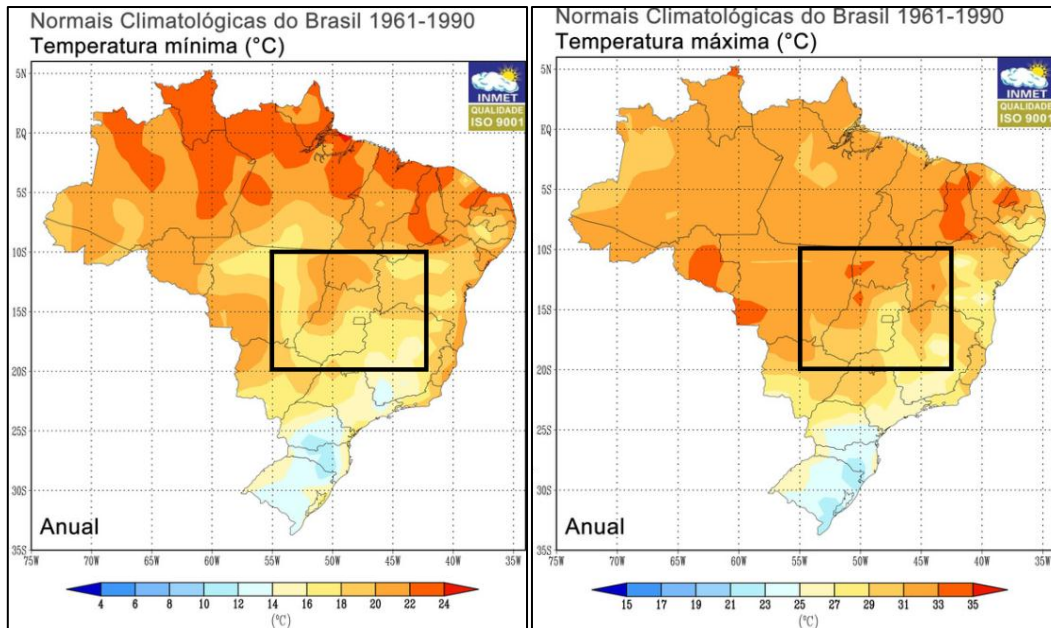 Normais Climatológicas do Brasil 1961-1990
Temperatura mínima (°C)
INMET
QUALIDADE
ISO 9001
5N
EQ
5S
10S
15S
20S
25S
30S
35S
Anual
75W 70W 65W 60W 55W 50W 45W 40W 35W
4 6 8 10 12 14 16 18 20 22 24
(°C)
Normais Climatológicas do Brasil 1961-1990
Temperatura máxima (°C)
INMET
QUALIDADE
ISO 9001
5N
EQ
5S
10S
15S
20S
25S
30S
35S
Anual
75W 70W 65W 60W 55W 50W 45W 40W 35W
15 17 19 21 23 25 27 29 31 33 35
(°C)